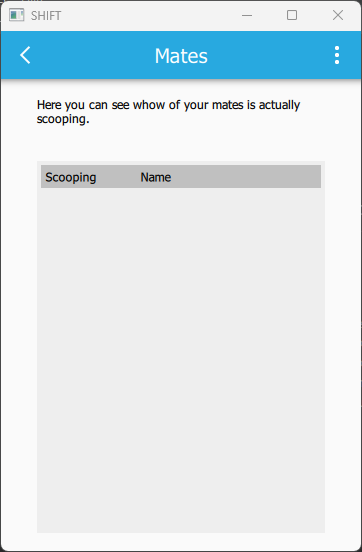 SHIFT
Mates
Here you can see whow of your mates is actually
scooping.
Scooping Name